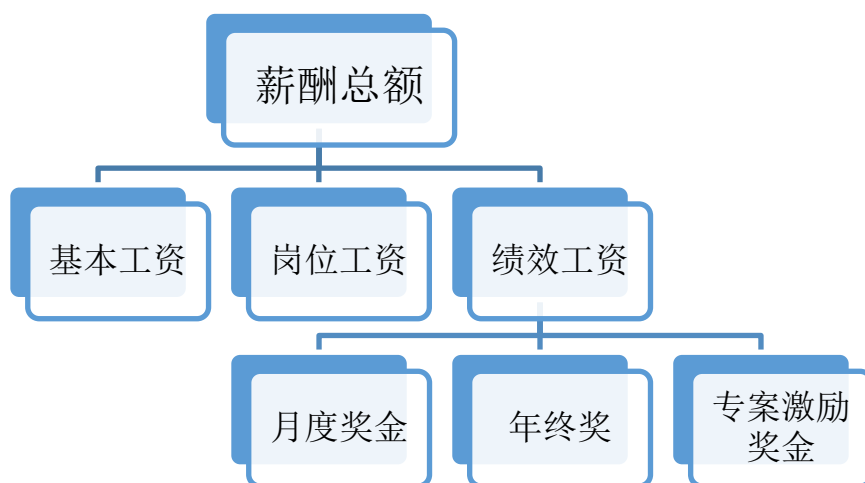 薪酬总额
基本工资
岗位工资
绩效工资
月度奖金
年终奖
专案激励
奖金